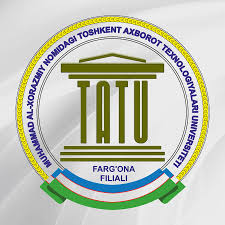 MUHAMMAD AL-XORAZMIY NOMIDAGI TOSHKENT AXBOROT TEXNOLOGIYALARI UNIVERSITETI
TATU
FARG'ONA
FILIALI